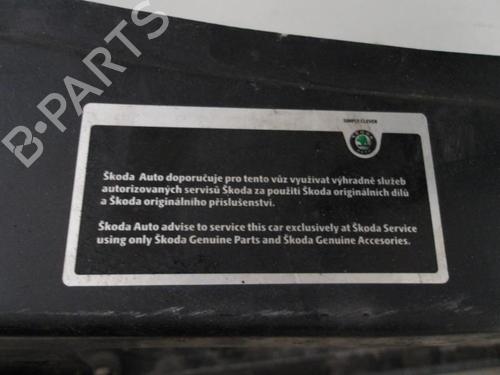 B-PARTS
SIMPLY CLEVER
Škoda Auto doporučuje pro tento vůz využívat výhradně služeb
autorizovaných servisů Škoda za použití Škoda originálních dílů
a Škoda originálního příslušenství.
Škoda Auto advise to service this car exclusively at Škoda Service
using only Škoda Genuine Parts and Škoda Genuine Accesories.